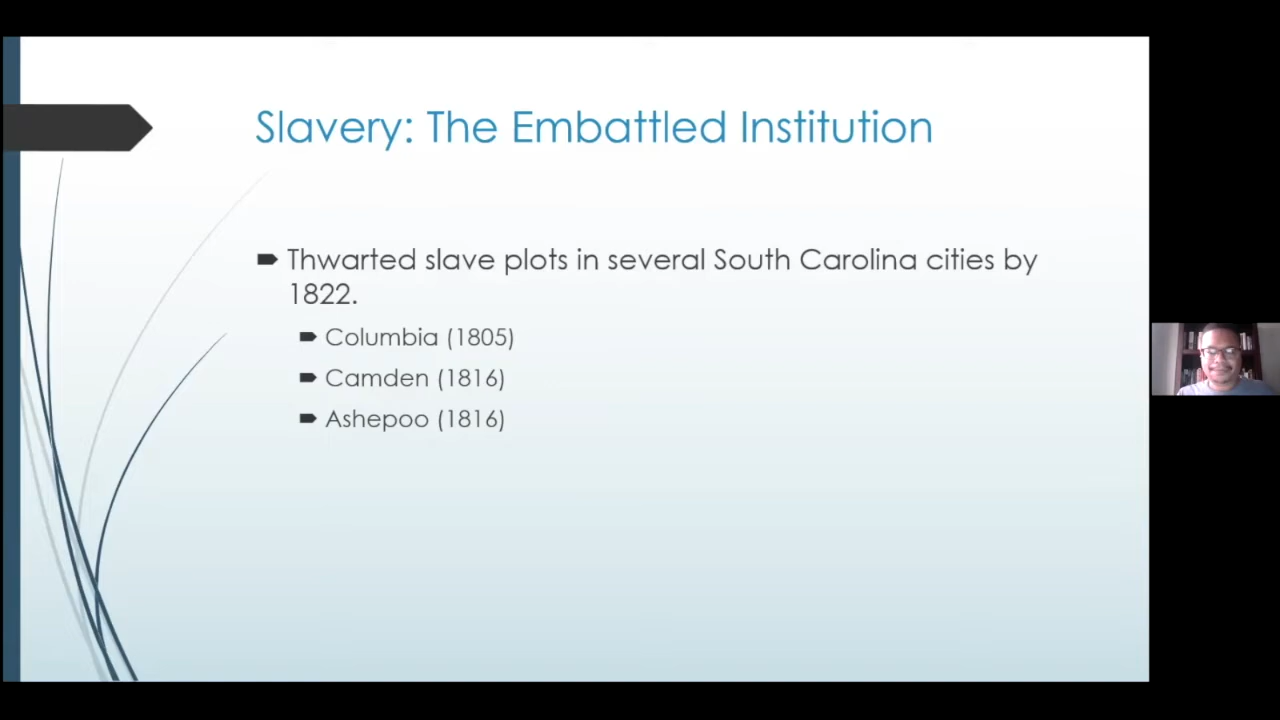 Slavery: The Embattled Institution
Thwarted slave plots in several South Carolina cities by
1822.
Columbia (1805)
Camden (1816)
Ashepoo (1816)